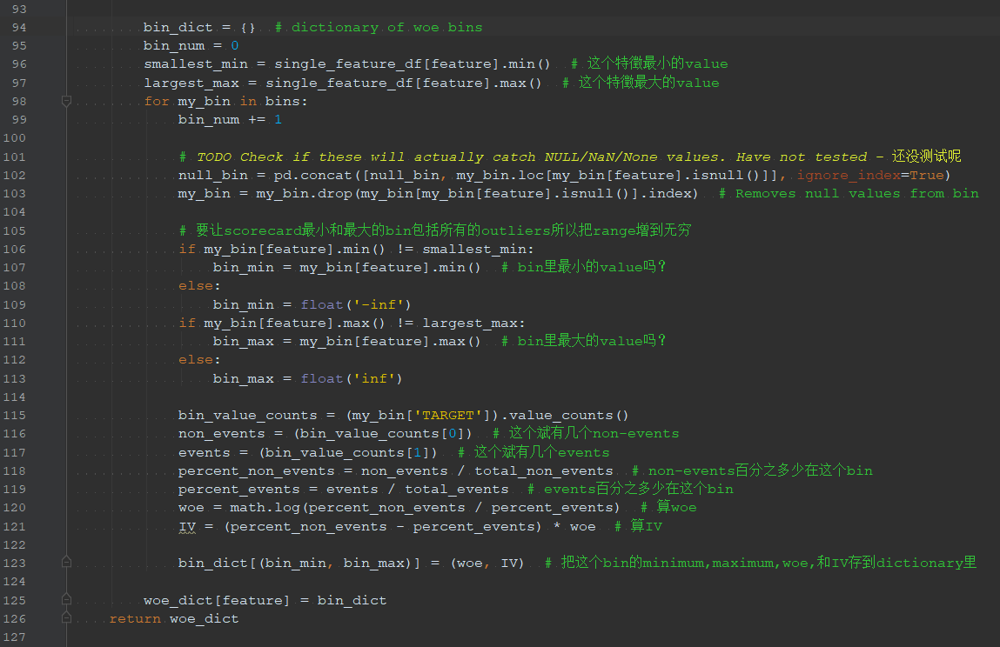 93
94 bin_dict = {} # dictionary of woe bins
95 bin_num = 0
96 smallest_min = single_feature_df[feature].min() # 这个特徵最小的value
97 largest_max = single_feature_df[feature].max() # 这个特徵最大的value
98 for my_bin in bins:
99 bin_num += 1
100
101 # TODO Check if these will actually catch NULL/NaN/None values. Have not tested - 还没测试呢
102 null_bin = pd.concat([null_bin, my_bin.loc[my_bin[feature].isnull()]], ignore_index=True)
103 my_bin = my_bin.drop(my_bin[my_bin[feature].isnull()].index) # Removes null values from bin
104
105 # 要让scorecard最小和最大的bin包括所有的outliers所以把range增到无穷
106 if my_bin[feature].min() != smallest_min:
107 bin_min = my_bin[feature].min() # bin里最小的value吗?
108 else:
109 bin_min = float('-inf')
110 if my_bin[feature].max() != largest_max:
111 bin_max = my_bin[feature].max() # bin里最大的value吗?
112 else:
113 bin_max = float('inf')
114
115 bin_value_counts = (my_bin['TARGET']).value_counts()
116 non_events = (bin_value_counts[0]) # 这个斌有几个non-events
117 events = (bin_value_counts[1]) # 这个斌有几个events
118 percent_non_events = non_events / total_non_events # non-events百分之多少在这个bin
119 percent_events = events / total_events # events百分之多少在这个bin
120 woe = math.log(percent_non_events / percent_events) # 算woe
121 IV = (percent_non_events - percent_events) * woe # 算IV
122
123 bin_dict[(bin_min, bin_max)] = (woe, IV) # 把这个bin的minimum,maximum,woe,和IV存到dictionary里
124
125 woe_dict[feature] = bin_dict
126 return woe_dict
127